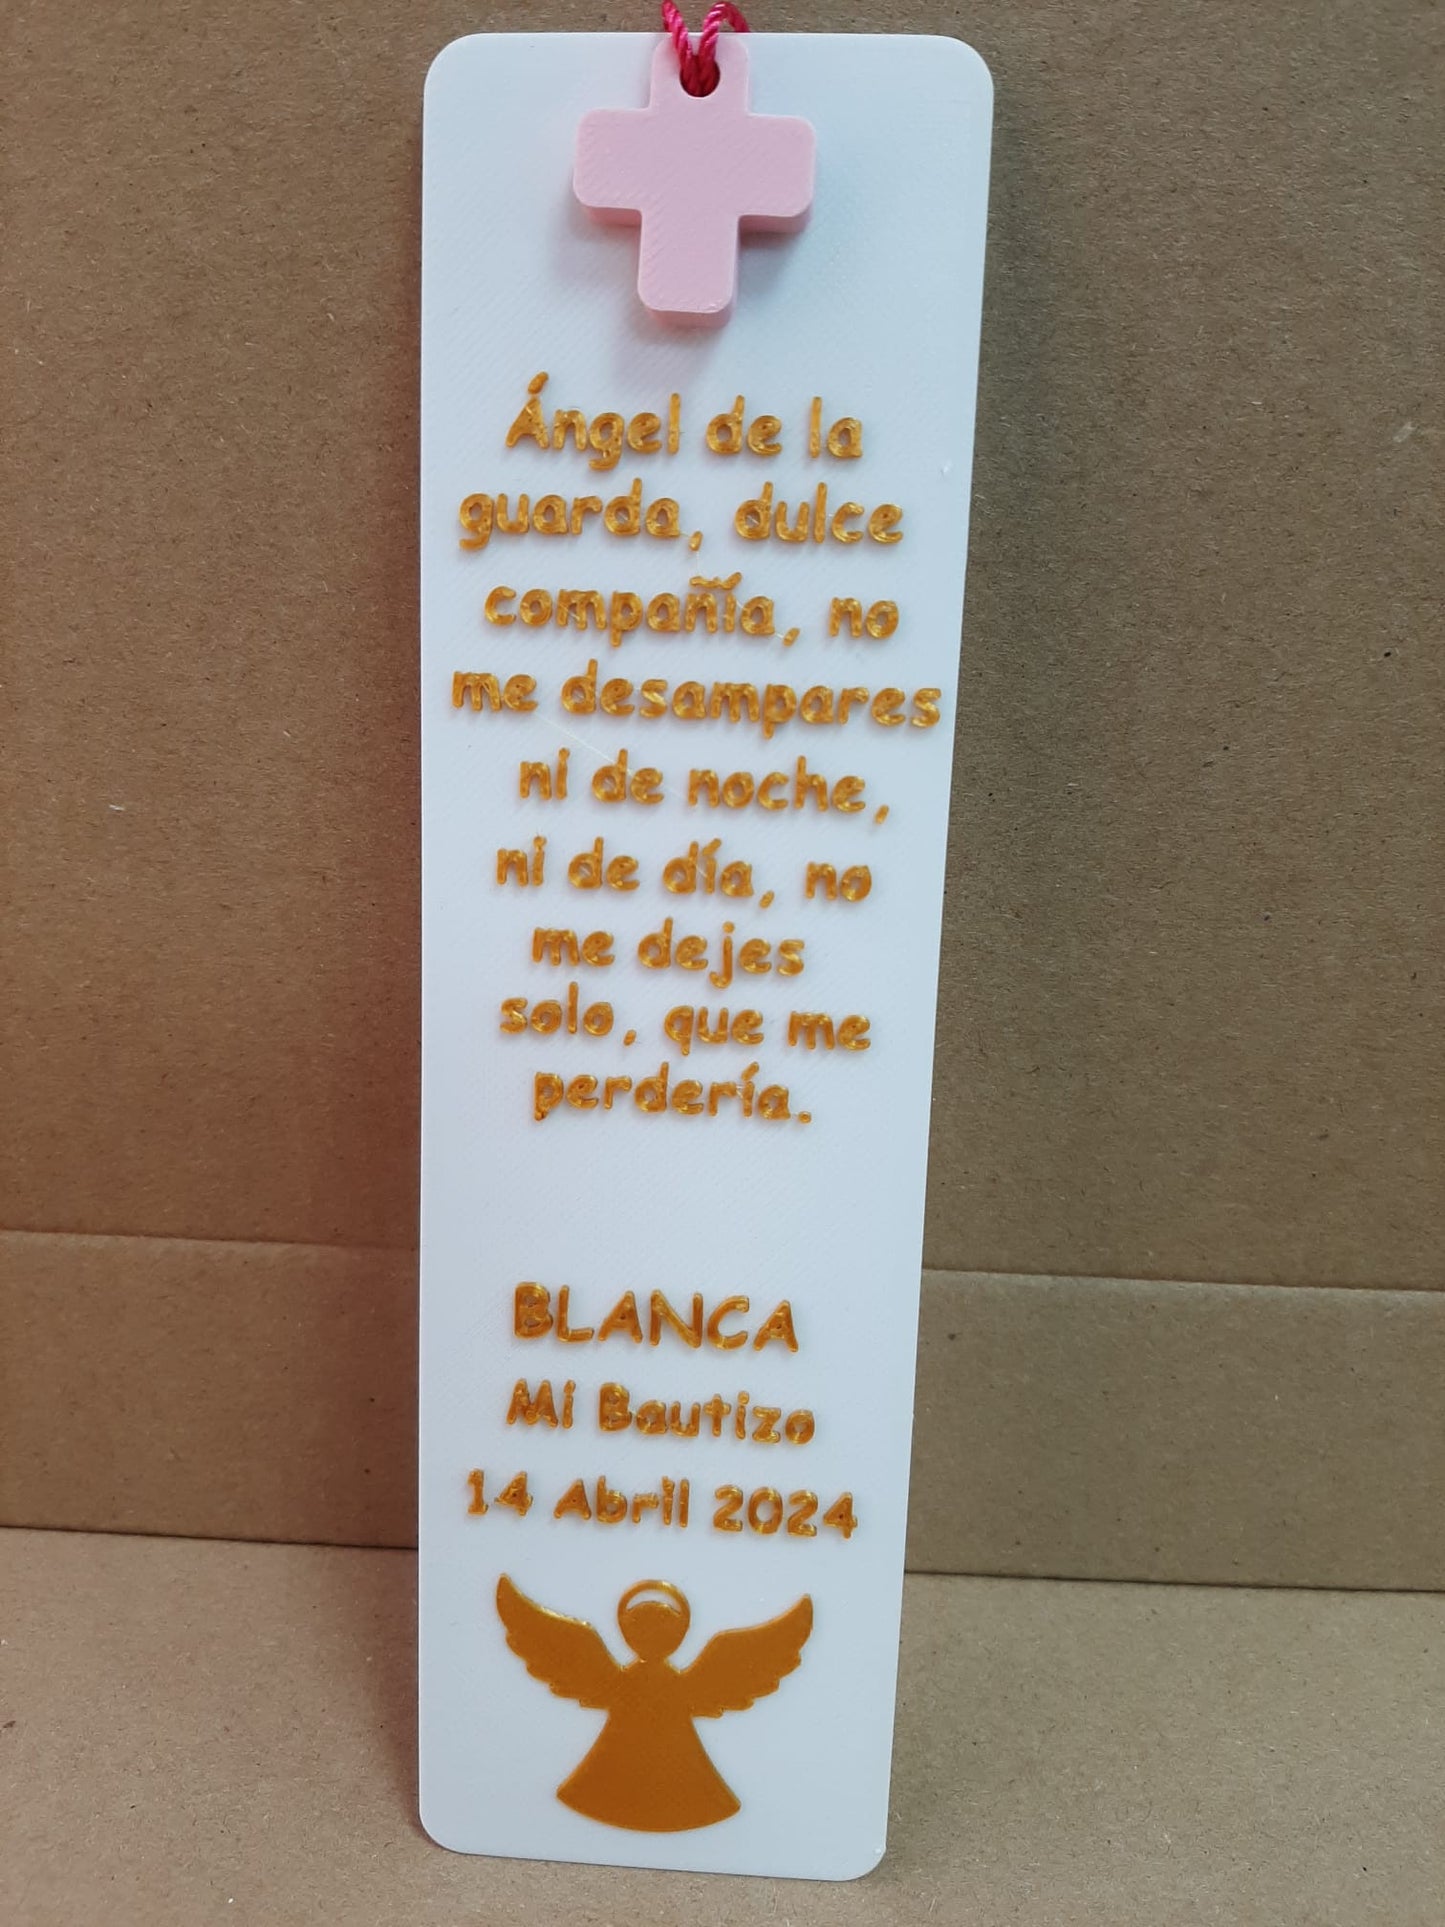 Ángel de la
guarda, dulce
compañía, no
me desampares
ni de noche,
ni de día, no
me dejes
solo, que me
perdería.
BLANCA
Mi Bautizo
14 Abril 2024